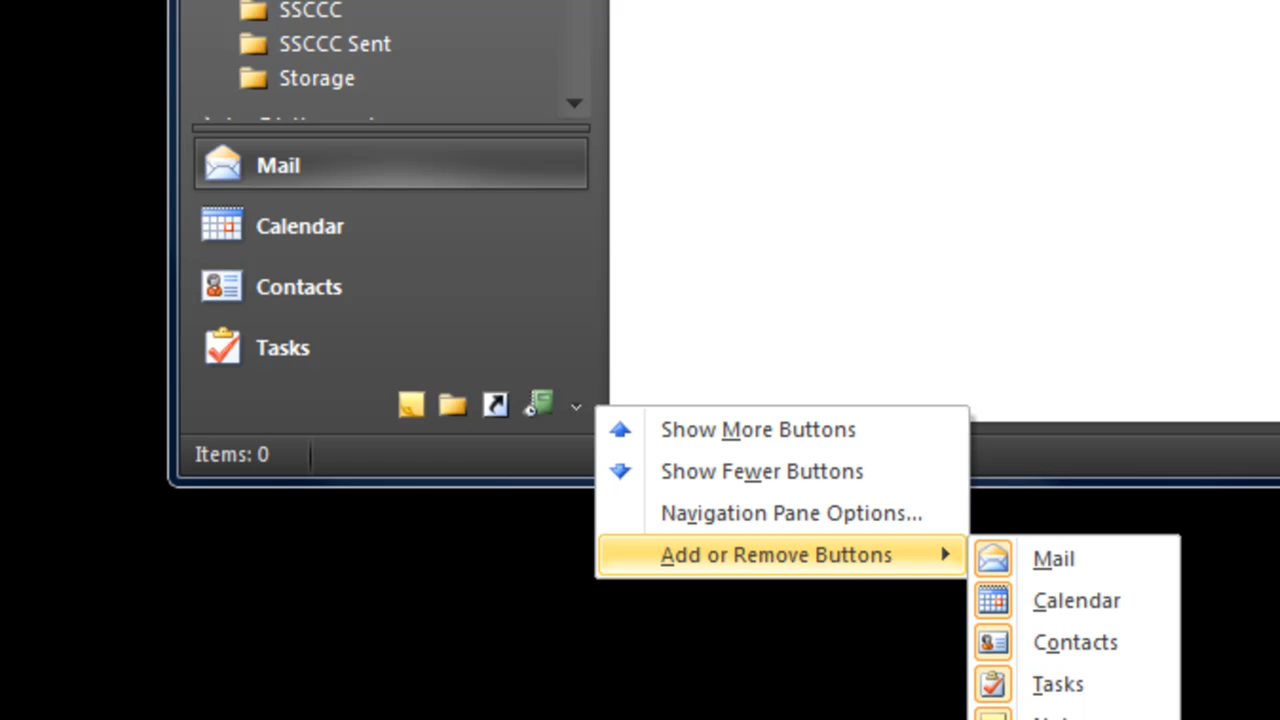 SSCCC
SSCCC Sent
Storage
Mail
Calendar
Contacts
Tasks
Items: 0
Show More Buttons
Show Fewer Buttons
Navigation Pane Options...
Add or Remove Buttons
Mail
Calendar
Contacts
Tasks